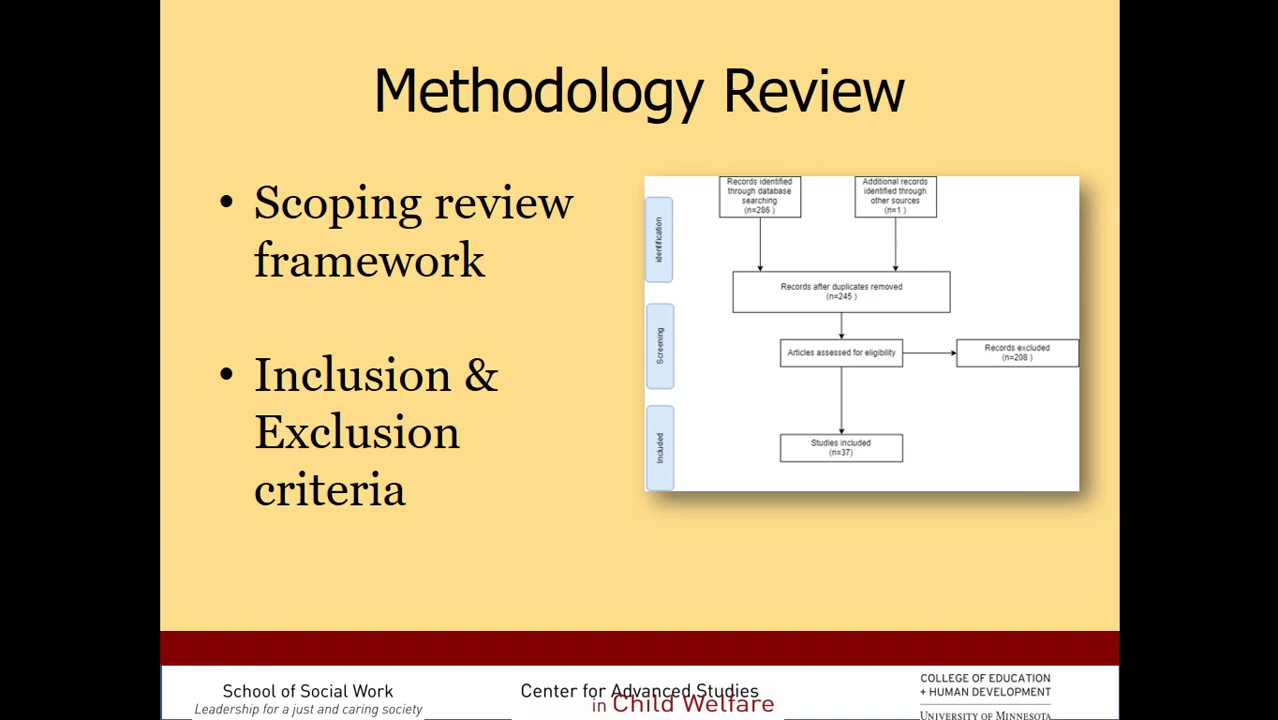 Methodology Review
• Scoping review
framework
• Inclusion &
Exclusion
criteria
Records identified
through database
searching
(n=286)
Additional records
identified through
other sources
(n=1 )
identification
Records after duplicates removed
(n=245 )
Screening
Articles assessed for eligibility
Records excluded
(n=208 )
Included
Studies included
(n=37)
School of Social Work
Leadership for a just and caring society
Center for Advanced Studies
in Child Welfare
COLLEGE OF EDUCATION
+ HUMAN DEVELOPMENT
UNIVERSITY OF MINNESOTA